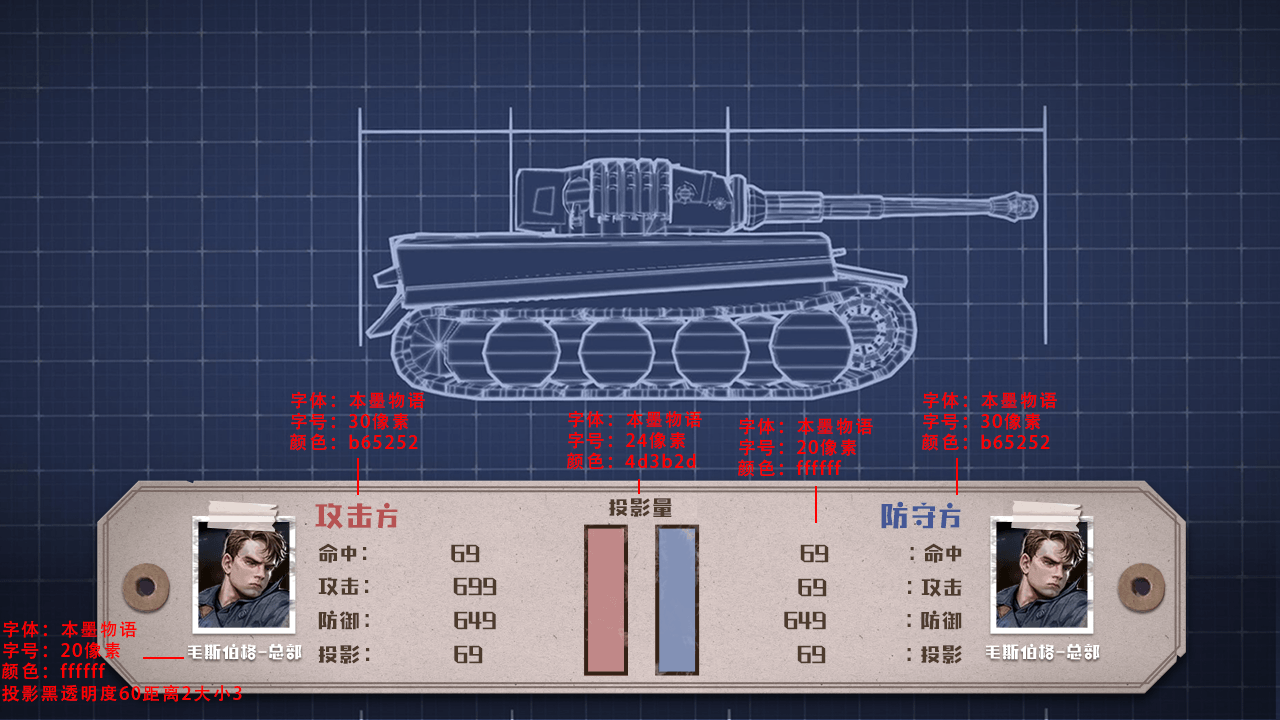 字体：本墨物语
字号：30像素
颜色：b65252
字体：本墨物语
字号：24像素
颜色：4d3b2d
字体：本墨物语
字号：20像素
颜色：ffffff
字体：本墨物语
字号：30像素
颜色：b65252
攻击方
投影量
防守方
命中： 69
69 ：命中
攻击： 699
69 ：攻击
防御： 649
649 ：防御
投影： 69
69 ：投影
毛斯伯格-总部
毛斯伯格-总部
字体：本墨物语
字号：20像素
颜色：ffffff
投影黑透明度60距离2大小3